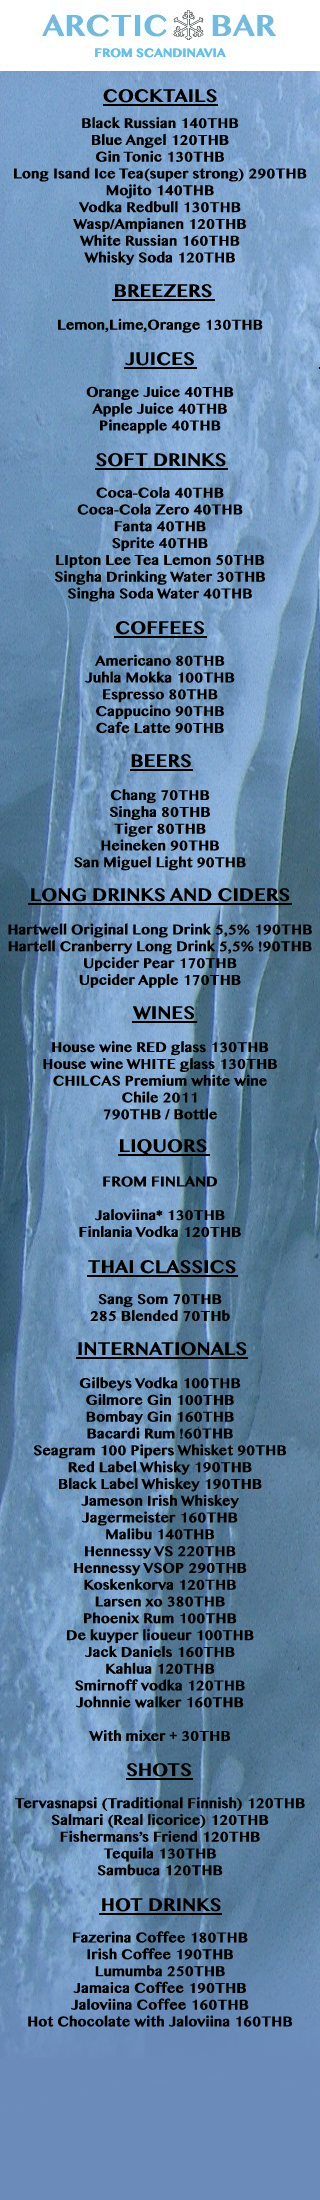 ARCTIC BAR
FROM SCANDINAVIA
COCKTAILS
Black Russian 140THB
Blue Angel 120THB
Gin Tonic 130THB
Long Isand Ice Tea(super strong) 290THB
Mojito 140THB
Vodka Redbull 130THB
Wasp/Ampianen 120THB
White Russian 160THB
Whisky Soda 120THB
BREEZERS
Lemon,Lime,Orange 130THB
JUICES
Orange Juice 40THB
Apple Juice 40THB
Pineapple 40THB
SOFT DRINKS
Coca-Cola 40THB
Coca-Cola Zero 40THB
Fanta 40THB
Sprite 40THB
LIpton Lee Tea Lemon 50THB
Singha Drinking Water 30THB
Singha Soda Water 40THB
COFFEES
Americano 80THB
Juhla Mokka 100THB
Espresso 80THB
Cappucino 90THB
Cafe Latte 90THB
BEERS
Chang 70THB
Singha 80THB
Tiger 80THB
Heineken 90THB
San Miguel Light 90THB
LONG DRINKS AND CIDERS
Hartwell Original Long Drink 5,5% 190THB
Hartell Cranberry Long Drink 5,5% !90THB
Upcider Pear 170THB
Upcider Apple 170THB
WINES
House wine RED glass 130THB
House wine WHITE glass 130THB
CHILCAS Premium white wine
Chile 2011
790THB / Bottle
LIQUORS
FROM FINLAND
Jaloviina* 130THB
Finlania Vodka 120THB
THAI CLASSICS
Sang Som 70THB
285 Blended 70THb
INTERNATIONALS
Gilbeys Vodka 100THB
Gilmore Gin 100THB
Bombay Gin 160THB
Bacardi Rum !60THB
Seagram 100 Pipers Whisket 90THB
Red Label Whisky 190THB
Black Label Whiskey 190THB
Jameson Irish Whiskey
Jagermeister 160THB
Malibu 140THB
Hennessy VS 220THB
Hennessy VSOP 290THB
Koskenkorva 120THB
Larsen xo 380THB
Phoenix Rum 100THB
De kuyper lioueur 100THB
Jack Daniels 160THB
Kahlua 120THB
Smirnoff vodka 120THB
Johnnie walker 160THB
With mixer + 30THB
SHOTS
Tervasnapsi (Traditional Finnish) 120THB
Salmari (Real licorice) 120THB
Fishermans's Friend 120THB
Tequila 130THB
Sambuca 120THB
HOT DRINKS
Fazerina Coffee 180THB
Irish Coffee 190THB
Lumumba 250THB
Jamaica Coffee 190THB
Jaloviina Coffee 160THB
Hot Chocolate with Jaloviina 160THB